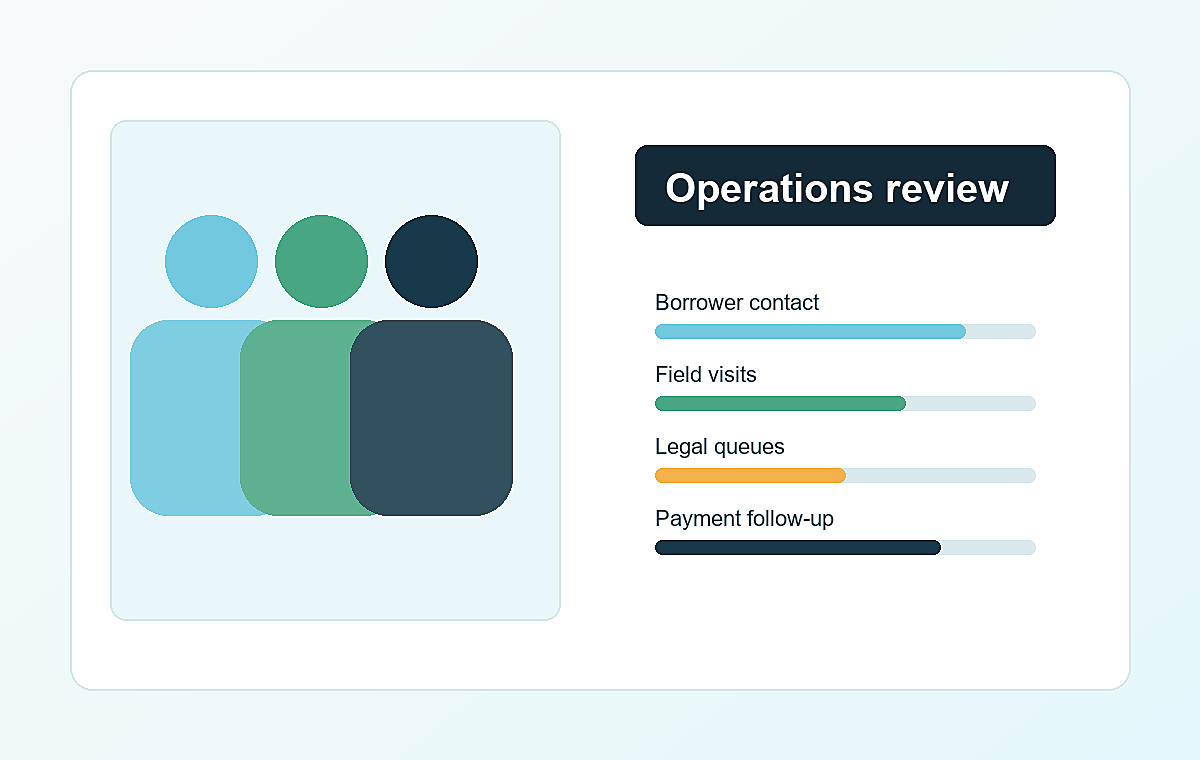 Operations review
Borrower contact
Field visits
Legal queues
Payment follow-up